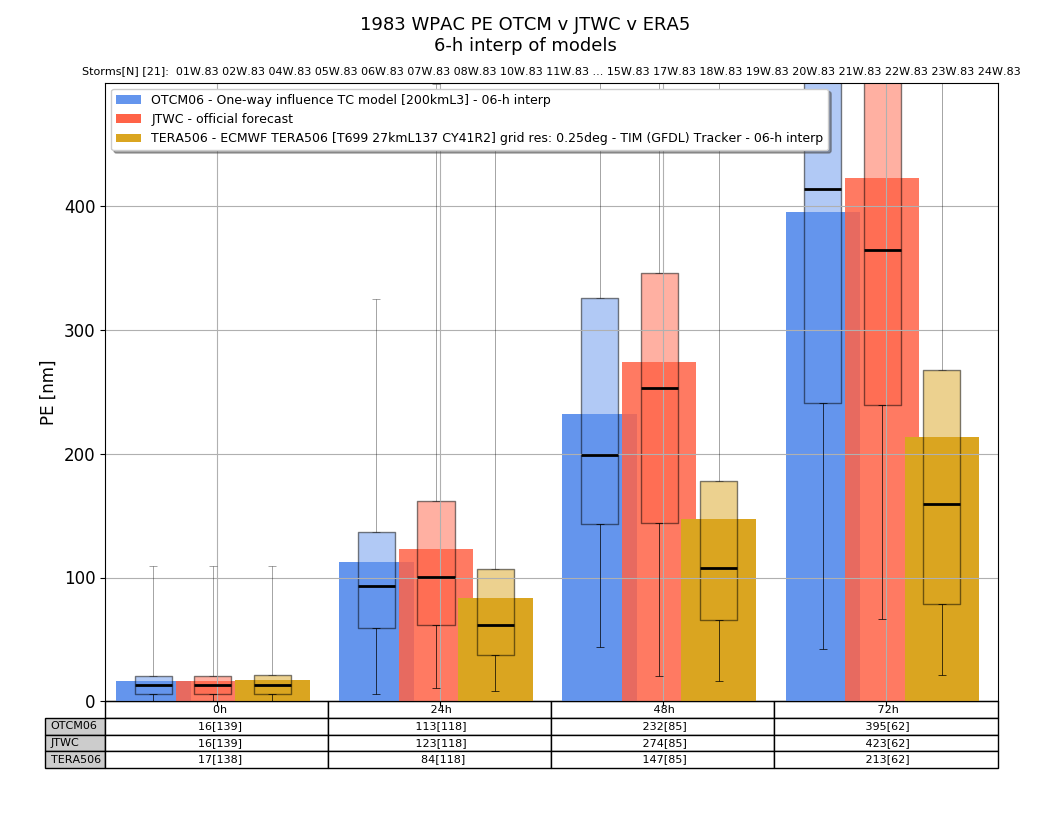 1983 WPAC PE OTCM v JTWC v ERA5
6-h interp of models
Storms[N] [21]: 01W.83 02W.83 04W.83 05W.83 06W.83 07W.83 08W.83 10W.83 11W.83 ... 15W.83 17W.83 18W.83 19W.83 20W.83 21W.83 22W.83 23W.83 24W.83
OTCM06 - One-way influence TC model [200kmL3] - 06-h interp
JTWC - official forecast
TERA506 - ECMWF TERA506 [T699 27kmL137 CY41R2] grid res: 0.25deg - TIM (GFDL) Tracker - 06-h interp
PE [nm]
400
300
200
100
0
0h 24h 48h 72h
OTCM06 16[139] 113[118] 232[85] 395[62]
JTWC 16[139] 123[118] 274[85] 423[62]
TERA506 17[138] 84[118] 147[85] 213[62]